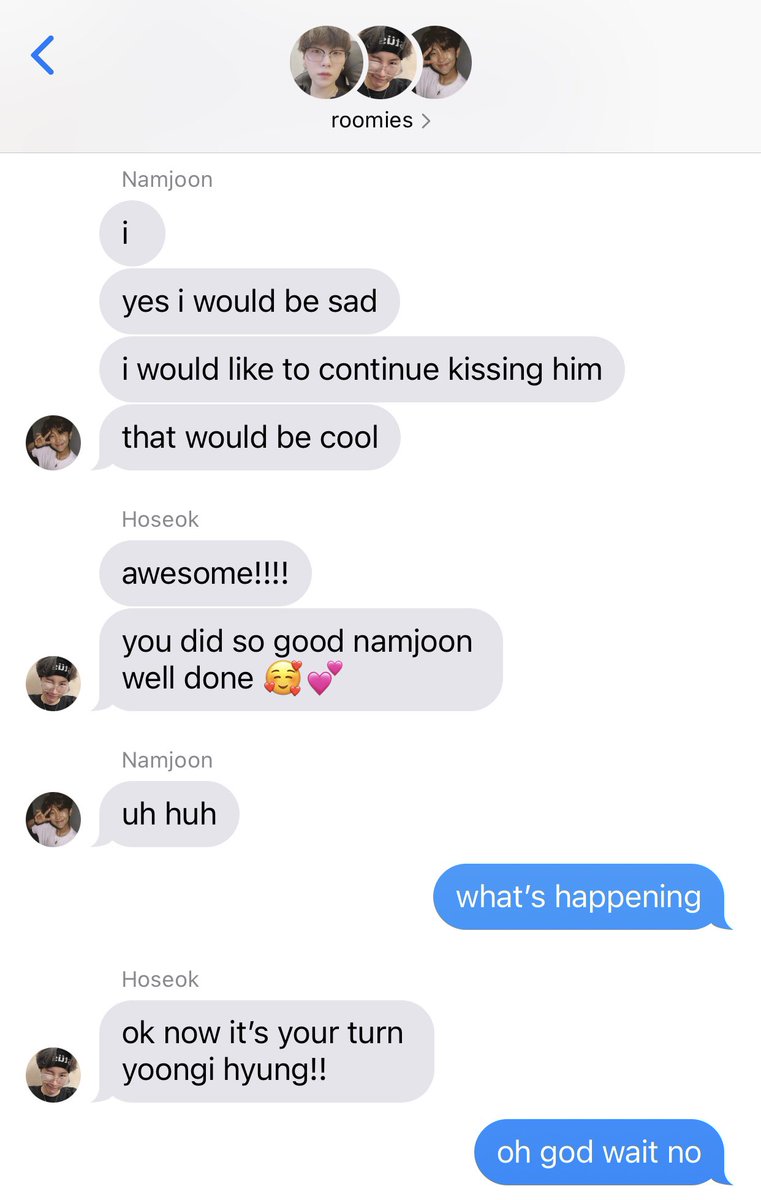 roomies
Namjoon
i
yes i would be sad
i would like to continue kissing him
that would be cool
Hoseok
awesome!!!!
you did so good namjoon
well done 🥰💕
Namjoon
uh huh
what’s happening
Hoseok
ok now it’s your turn
yoongi hyung!!
oh god wait no